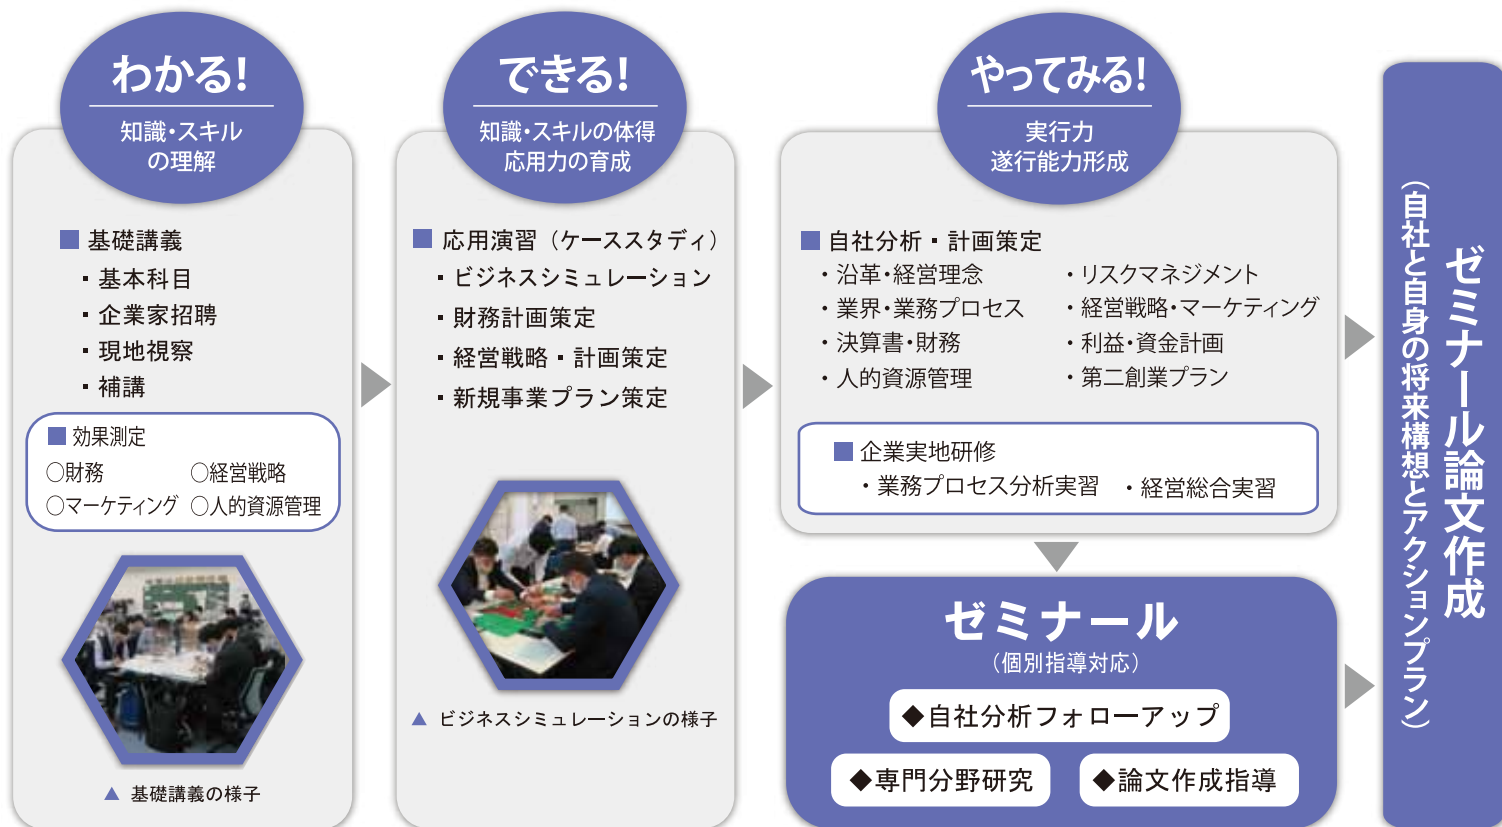 わかる!
知識・スキル
の理解
■ 基礎講義
・基本科目
・企業家招聘
・現地視察
・補講
■ 効果測定
○財務 ○経営戦略
○マーケティング ○人的資源管理
▲ 基礎講義の様子
できる!
知識・スキルの体得
応用力の育成
■ 応用演習（ケーススタディ）
・ビジネスシミュレーション
・財務計画策定
・経営戦略・計画策定
・新規事業プラン策定
▲ ビジネスシミュレーションの様子
やってみる!
実行力
遂行能力形成
■ 自社分析・計画策定
・沿革・経営理念
・業界・業務プロセス
・決算書・財務
・人的資源管理
・リスクマネジメント
・経営戦略・マーケティング
・利益・資金計画
・第二創業プラン
■ 企業実地研修
・業務プロセス分析実習 ・経営総合実習
ゼミナール
（個別指導対応）
◆自社分析フォローアップ
◆専門分野研究 ◆論文作成指導
ゼミナール論文作成
（自社と自身の将来構想とアクションプラン）